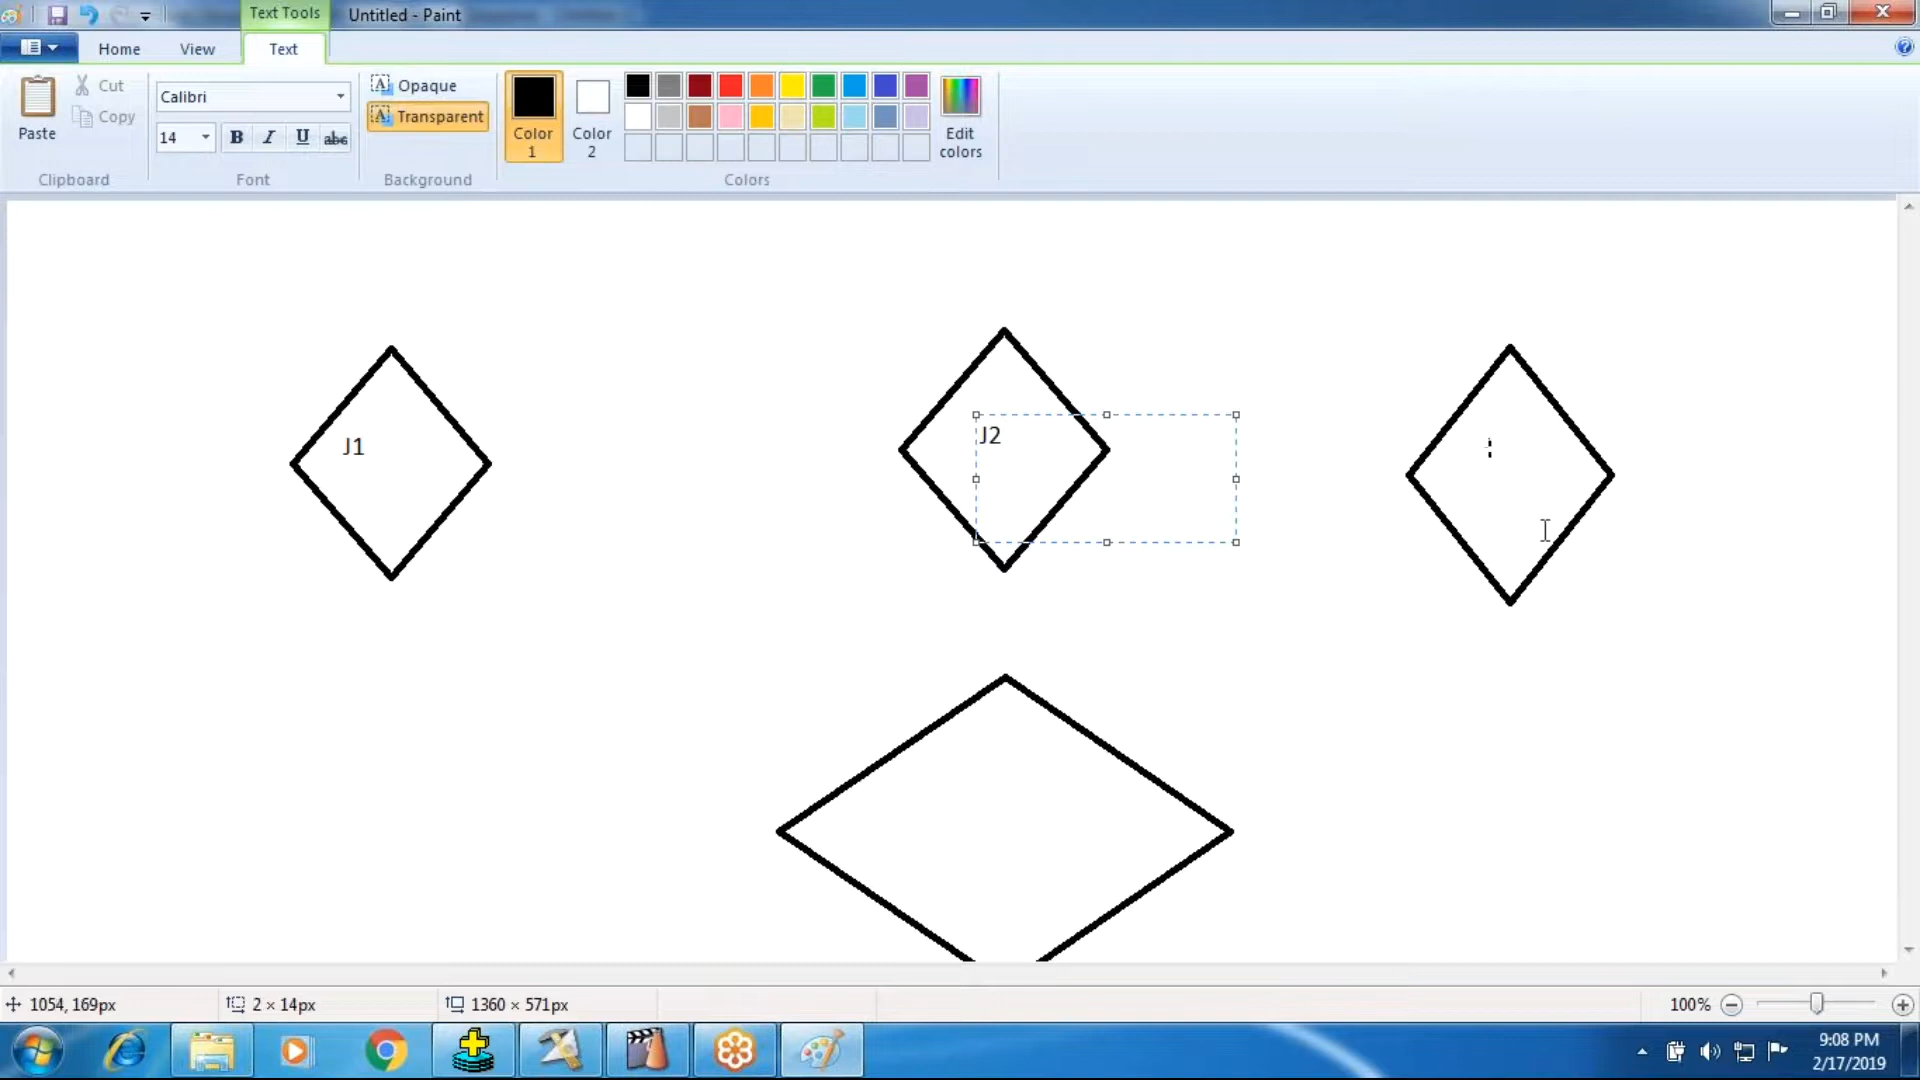 Text Tools
Untitled - Paint
Home
View
Text
Paste
Cut
Copy
Clipboard
Calibri
14
B
I
U
abc
Font
Opaque
Transparent
Background
Color 1
Color 2
Edit colors
Colors
J1
J2
1054, 169px
2 × 14px
1360 × 571px
100%
9:08 PM
2/17/2019